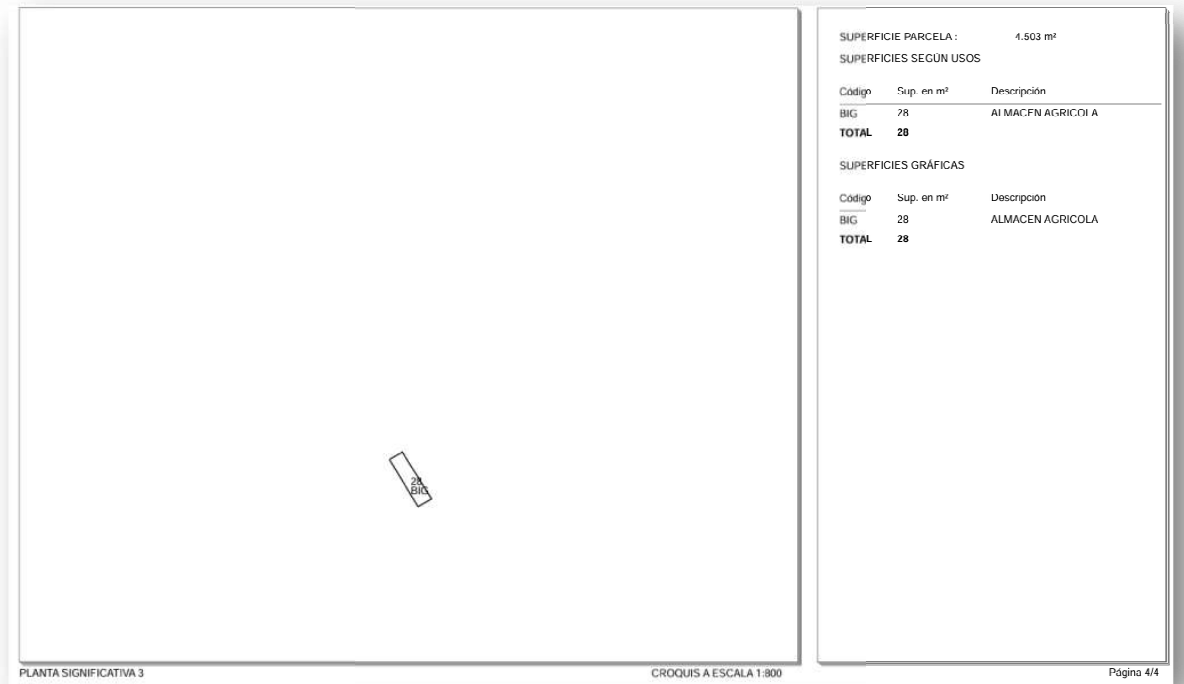 SUPERFICIE PARCELA : 4.503 m²
SUPERFICIES SEGÚN USOS
Código Sup. en m² Descripción
BIG 28 ALMACEN AGRICOLA
TOTAL 28
SUPERFICIES GRÁFICAS
Código Sup. en m² Descripción
BIG 28 ALMACEN AGRICOLA
TOTAL 28
28
BIG
PLANTA SIGNIFICATIVA 3 CROQUIS A ESCALA 1:800 Página 4/4